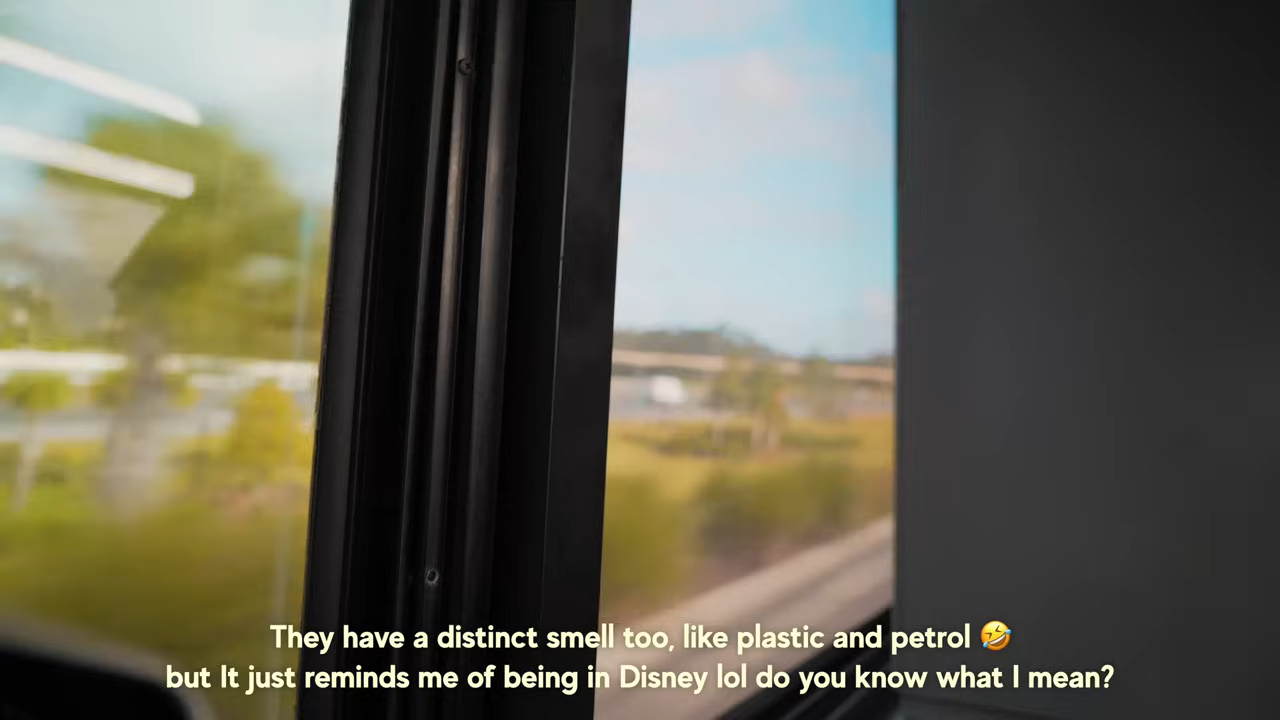 They have a distinct smell too, like plastic and petrol 🤣
but It just reminds me of being in Disney lol do you know what I mean?